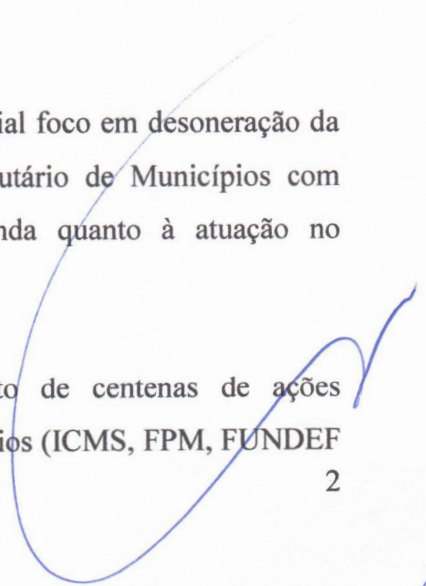 ial foco em desoneração da
utário de Municípios com
nda quanto à atuação no
to de centenas de ações
ios (ICMS, FPM, FUNDEF
2